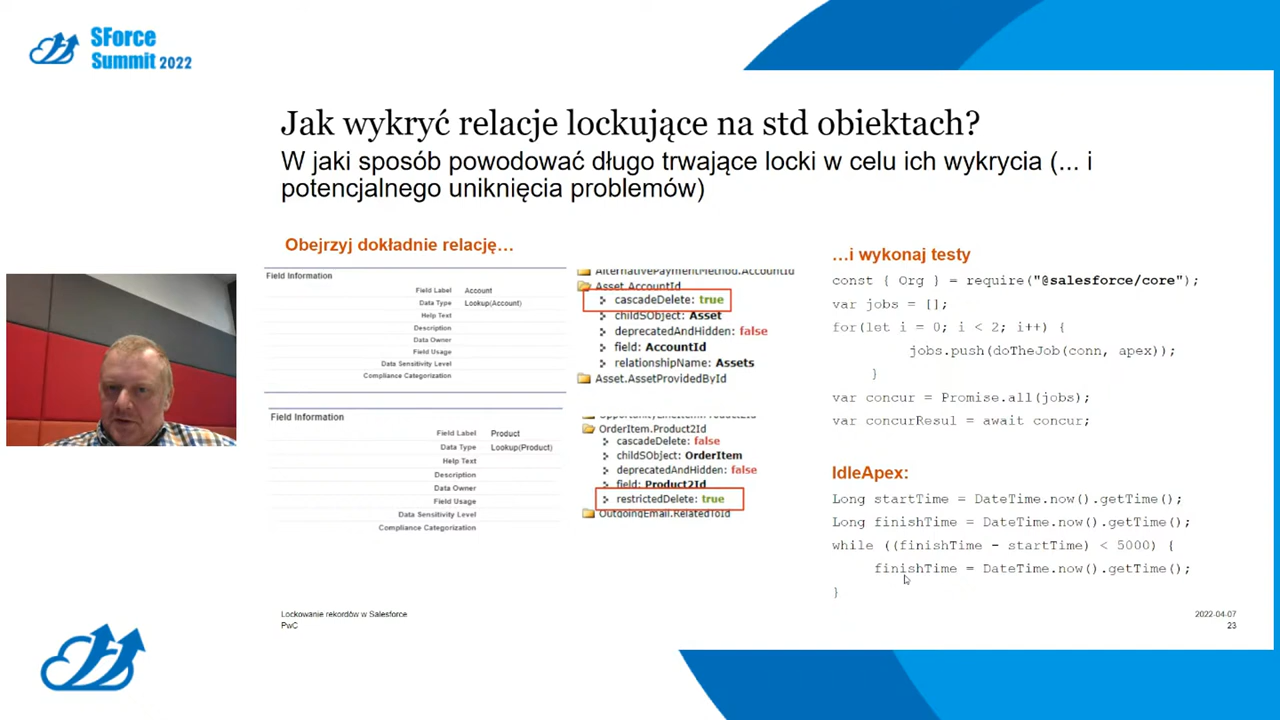 SForce
Summit 2022
Jak wykryć relacje lockujące na std obiektach?
W jaki sposób powodować długo trwające locki w celu ich wykrycia (... i
potencjalnego uniknięcia problemów)
Obejrzyj dokładnie relację…
Field Information
Field Label Account
Data Type Lookup(Account)
Help Text
Description
Data Owner
Field Usage
Data Sensitivity Level
Compliance Categorization
Field Information
Field Label Product
Data Type Lookup(Product)
Help Text
Description
Data Owner
Field Usage
Data Sensitivity Level
Compliance Categorization
AlternativePaymentMethod.AccountId
Asset.AccountId
cascadeDelete: true
childSObject: Asset
deprecatedAndHidden: false
field: AccountId
relationshipName: Assets
Asset.AssetProvidedById
OpportunityLineItem.Product2Id
OrderItem.Product2Id
cascadeDelete: false
childSObject: OrderItem
deprecatedAndHidden: false
field: Product2Id
restrictedDelete: true
OutgoingEmail.RelatedToId
…i wykonaj testy
const { Org } = require("@salesforce/core");
var jobs = [];
for(let i = 0; i < 2; i++) {
jobs.push(doTheJob(conn, apex));
}
var concur = Promise.all(jobs);
var concurResul = await concur;
IdleApex:
Long startTime = DateTime.now().getTime();
Long finishTime = DateTime.now().getTime();
while ((finishTime - startTime) < 5000) {
finishTime = DateTime.now().getTime();
}
Lockowanie rekordów w Salesforce
PwC
2022-04-07
23